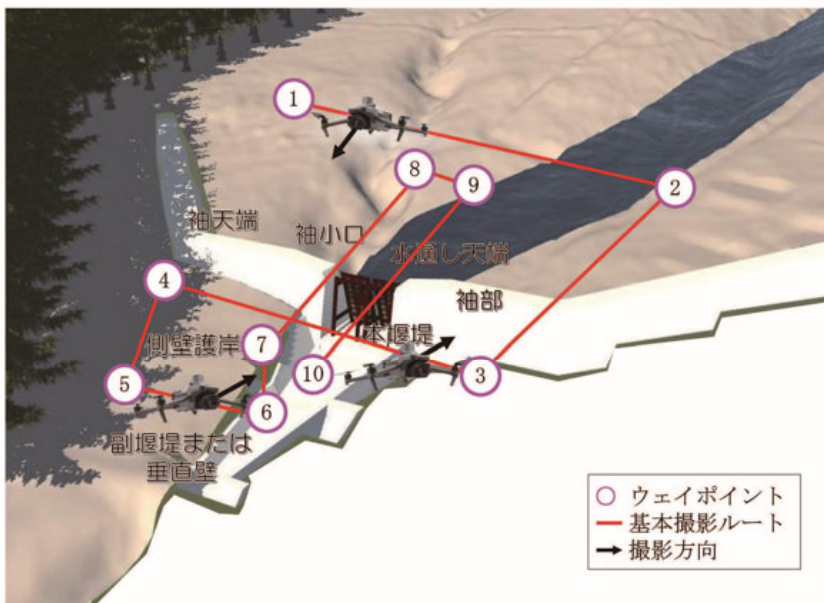 1
2
8
9
袖天端
袖小口
水通し天端
4
袖部
側壁護岸
7
本堰堤
10
3
5
6
副堰堤または
垂直壁
ウェイポイント
基本撮影ルート
撮影方向